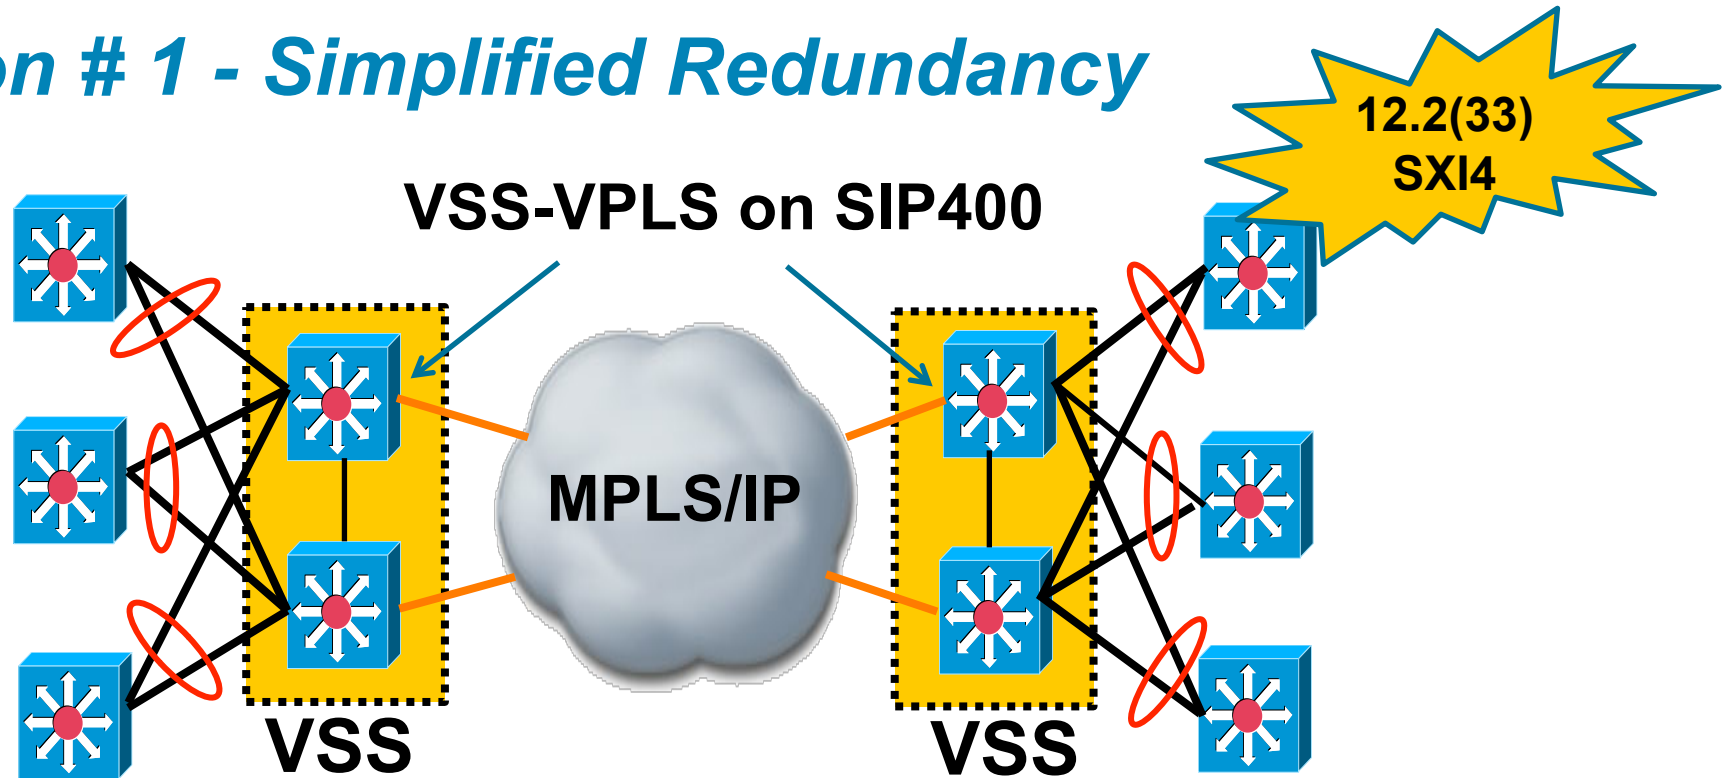 on # 1 - Simplified Redundancy
12.2(33)
SXI4
VSS-VPLS on SIP400
MPLS/IP
VSS
VSS